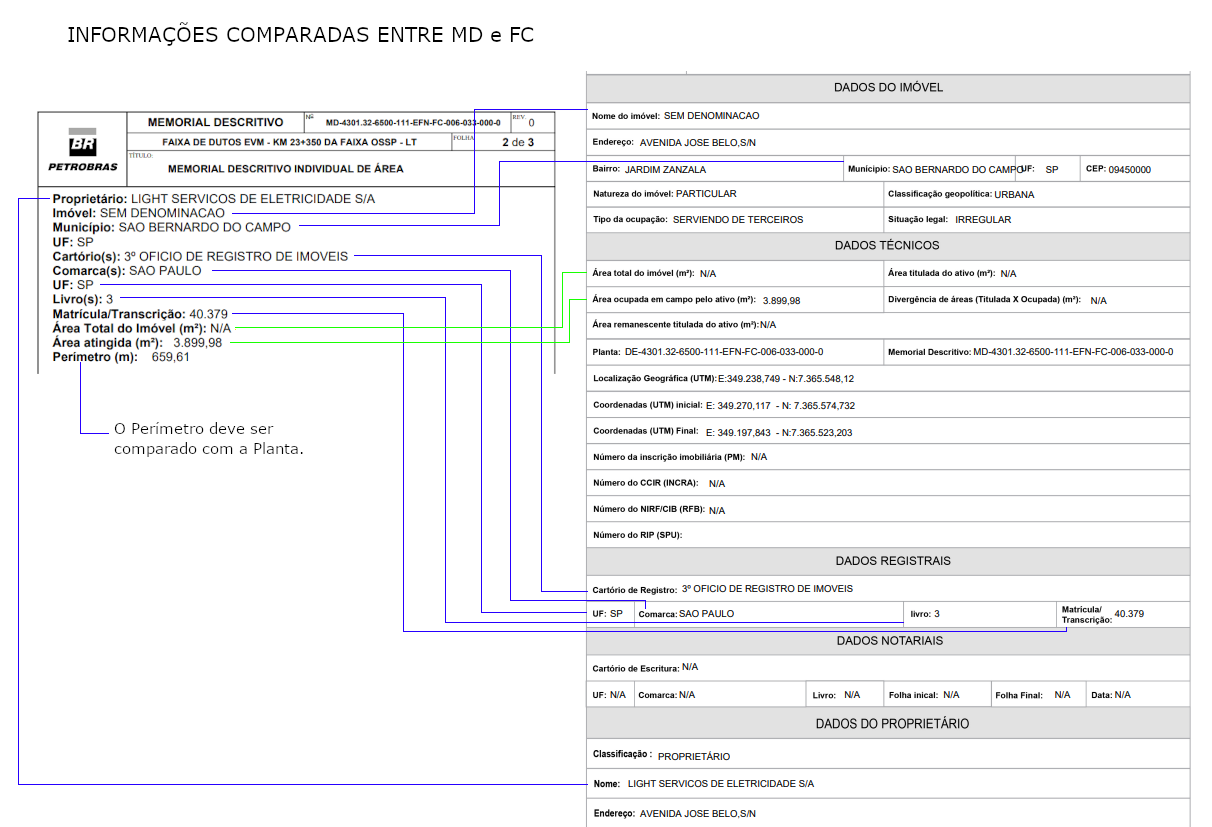 INFORMAÇÕES COMPARADAS ENTRE MD e FC
BR
PETROBRAS
MEMORIAL DESCRITIVO
Nº
MD-4301.32-6500-111-EFN-FC-006-033-000-0
REV.
0
FAIXA DE DUTOS EVM - KM 23+350 DA FAIXA OSSP - LT
FOLHA
2 de 3
TÍTULO:
MEMORIAL DESCRITIVO INDIVIDUAL DE ÁREA
Proprietário: LIGHT SERVICOS DE ELETRICIDADE S/A
Imóvel: SEM DENOMINACAO
Município: SAO BERNARDO DO CAMPO
UF: SP
Cartório(s): 3º OFICIO DE REGISTRO DE IMOVEIS
Comarca(s): SAO PAULO
UF: SP
Livro(s): 3
Matrícula/Transcrição: 40.379
Área Total do Imóvel (m²): N/A
Área atingida (m²): 3.899,98
Perímetro (m): 659,61
O Perímetro deve ser
comparado com a Planta.
DADOS DO IMÓVEL
Nome do imóvel: SEM DENOMINACAO
Endereço: AVENIDA JOSE BELO,S/N
Bairro: JARDIM ZANZALA
Município: SAO BERNARDO DO CAMPO
UF: SP
CEP: 09450000
Natureza do imóvel: PARTICULAR
Classificação geopolítica: URBANA
Tipo da ocupação: SERVIENDO DE TERCEIROS
Situação legal: IRREGULAR
DADOS TÉCNICOS
Área total do imóvel (m²): N/A
Área titulada do ativo (m²): N/A
Área ocupada em campo pelo ativo (m²): 3.899,98
Divergência de áreas (Titulada X Ocupada) (m²): N/A
Área remanescente titulada do ativo (m²): N/A
Planta: DE-4301.32-6500-111-EFN-FC-006-033-000-0
Memorial Descritivo: MD-4301.32-6500-111-EFN-FC-006-033-000-0
Localização Geográfica (UTM): E:349.238,749 - N:7.365.548,12
Coordenadas (UTM) inicial: E: 349.270,117 - N: 7.365.574,732
Coordenadas (UTM) Final: E: 349.197,843 - N:7.365.523,203
Número da inscrição imobiliária (PM): N/A
Número do CCIR (INCRA): N/A
Número do NIRF/CIB (RFB): N/A
Número do RIP (SPU):
DADOS REGISTRAIS
Cartório de Registro: 3º OFICIO DE REGISTRO DE IMOVEIS
UF: SP
Comarca: SAO PAULO
livro: 3
Matricula/
Transcrição: 40.379
DADOS NOTARIAIS
Cartório de Escritura: N/A
UF: N/A
Comarca: N/A
Livro: N/A
Folha inical: N/A
Folha Final: N/A
Data: N/A
DADOS DO PROPRIETÁRIO
Classificação : PROPRIETÁRIO
Nome: LIGHT SERVICOS DE ELETRICIDADE S/A
Endereço: AVENIDA JOSE BELO,S/N